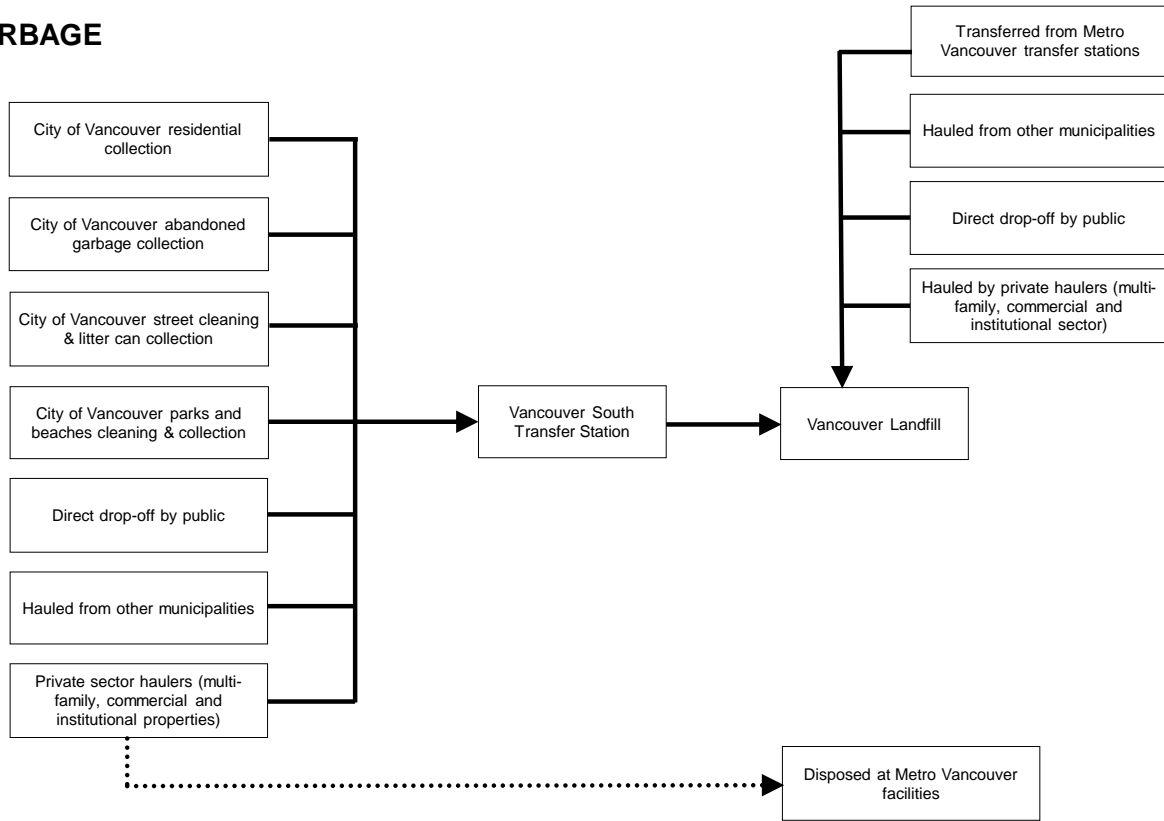 RBAGE
Transferred from Metro
Vancouver transfer stations
City of Vancouver residential
collection
Hauled from other municipalities
City of Vancouver abandoned
garbage collection
Direct drop-off by public
City of Vancouver street cleaning
& litter can collection
Hauled by private haulers (multi-
family, commercial and
institutional sector)
City of Vancouver parks and
beaches cleaning & collection
Vancouver South
Transfer Station
Vancouver Landfill
Direct drop-off by public
Hauled from other municipalities
Private sector haulers (multi-
family, commercial and
institutional properties)
Disposed at Metro Vancouver
facilities